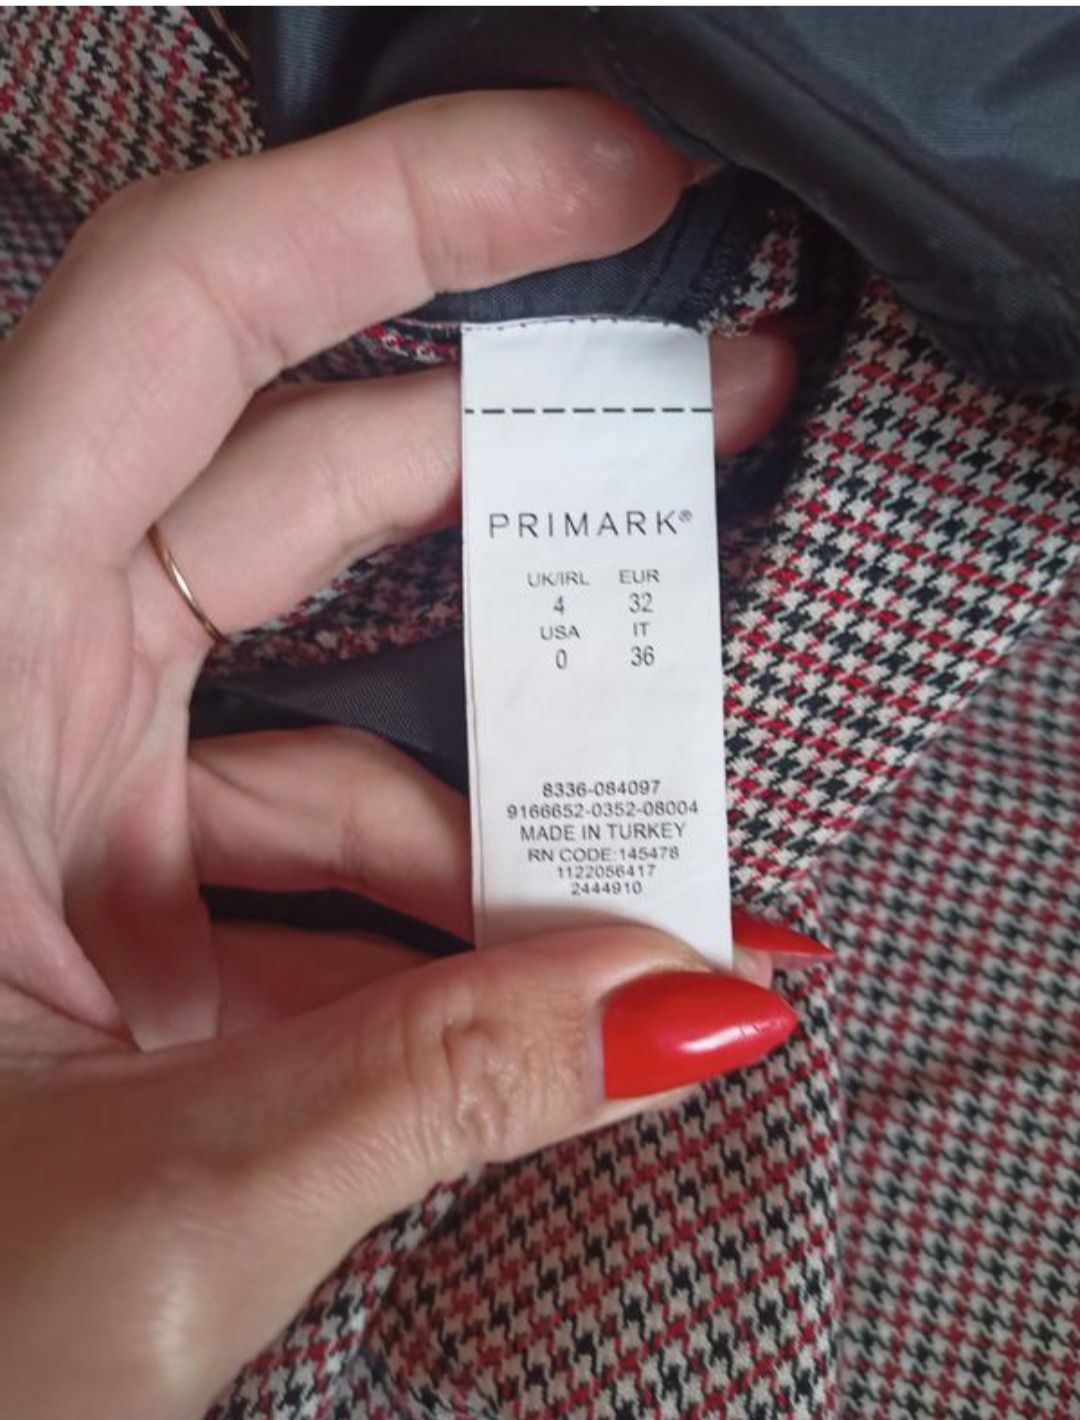 PRIMARK®
UK/IRL EUR
4 32
USA IT
0 36
8336-084097
9166652-0352-08004
MADE IN TURKEY
RN CODE:145478
1122056417
2444910